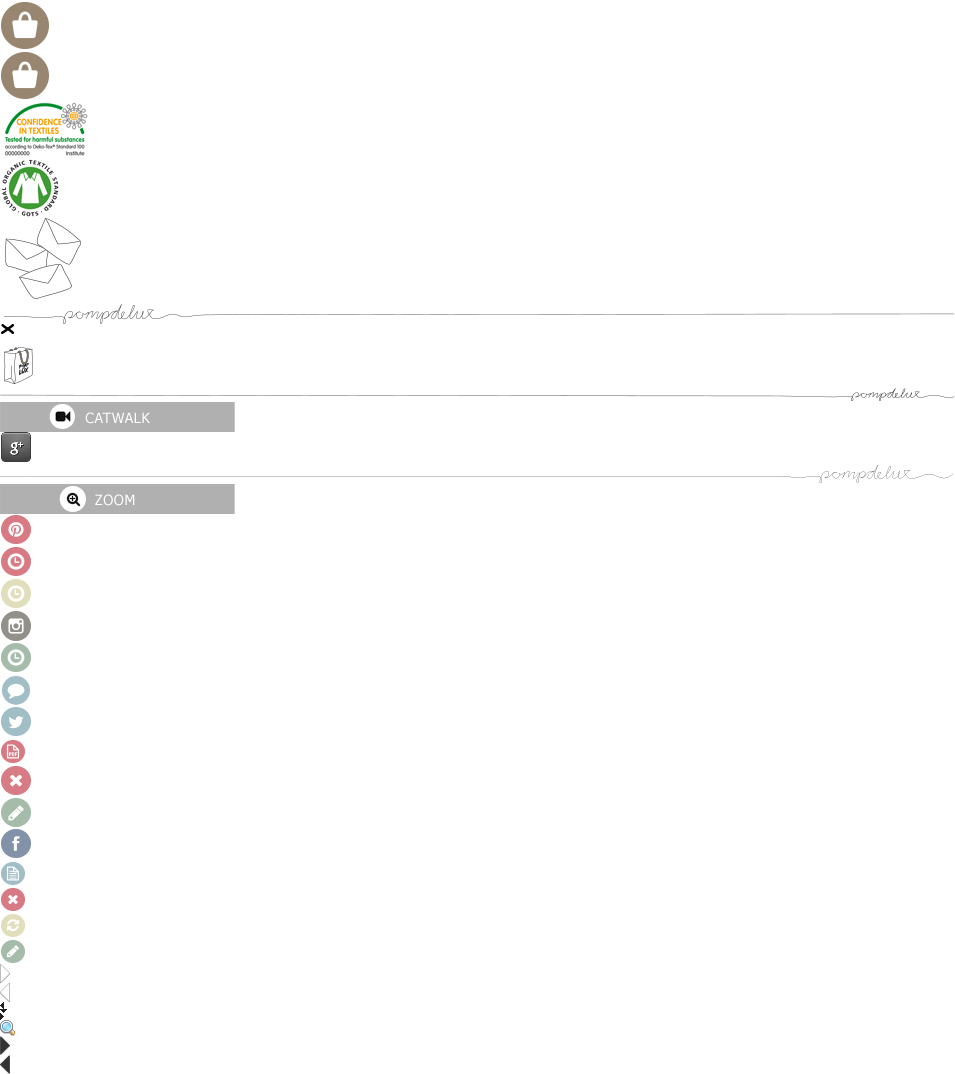 CONFIDENCE
IN TEXTILES
Tested for harmful substances
according to Oeko-Tex® Standard 100
00000000 Institute
GLOBAL ORGANIC TEXTILE STANDARD · GOTS ·
pompdelux
pompdelux
CATWALK
g+
pompdelux
ZOOM
PDF
f